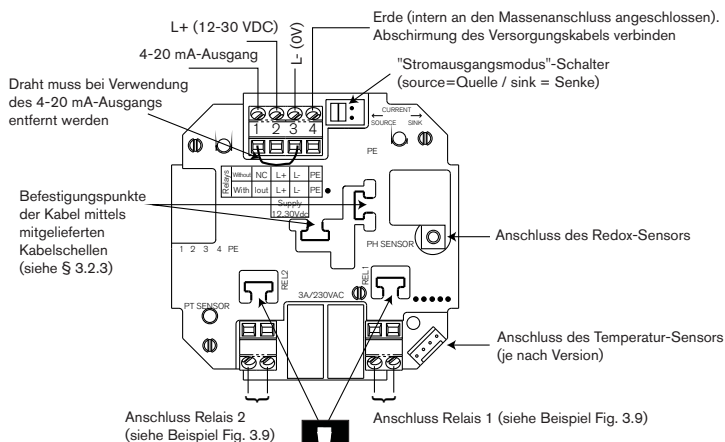 L+ (12-30 VDC)
4-20 mA-Ausgang
L- (0V)
Erde (intern an den Massenanschluss angeschlossen).
Abschirmung des Versorgungskabels verbinden
"Stromausgangsmodus"-Schalter
(source=Quelle / sink = Senke)
Draht muss bei Verwendung
des 4-20 mA-Ausgangs
entfernt werden
1 2 3 4
CURRENT
SOURCE SINK
PE
Relays
Without NC L+ L- PE
With Iout L+ L- PE
Supply
12-30Vdc
Befestigungspunkte
der Kabel mittels
mitgelieferten
Kabelschellen
(siehe § 3.2.3)
1 2 3 4 PE
PH SENSOR
Anschluss des Redox-Sensors
REL2
REL1
3A/230VAC
PT SENSOR
Anschluss des Temperatur-Sensors
(je nach Version)
Anschluss Relais 2
(siehe Beispiel Fig. 3.9)
Anschluss Relais 1 (siehe Beispiel Fig. 3.9)